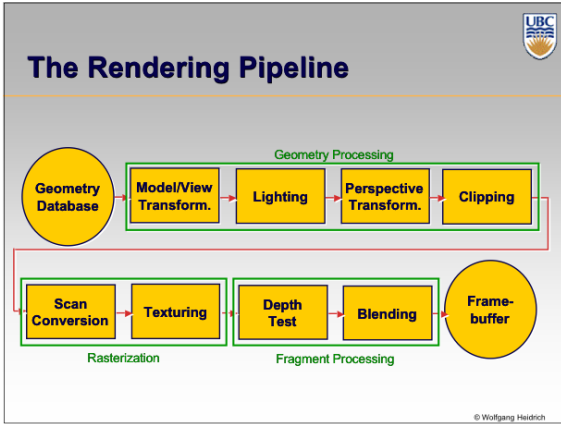 UBC
The Rendering Pipeline
Geometry Processing
Geometry
Database
Model/View
Transform.
Lighting
Perspective
Transform.
Clipping
Scan
Conversion
Texturing
Depth
Test
Blending
Frame-
buffer
Rasterization
Fragment Processing
© Wolfgang Heidrich